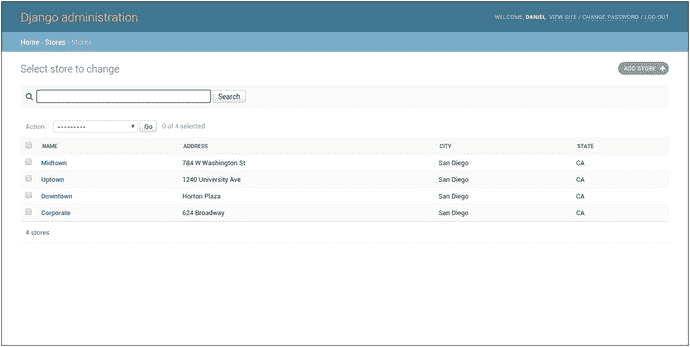 Django administration
WELCOME, DANIEL. VIEW SITE / CHANGE PASSWORD / LOG OUT
Home › Stores › Stores
Select store to change
ADD STORE +
Search
Action: --------- Go 0 of 4 selected
NAME ADDRESS CITY STATE
Midtown 784 W Washington St San Diego CA
Uptown 1240 University Ave San Diego CA
Downtown Horton Plaza San Diego CA
Corporate 624 Broadway San Diego CA
4 stores